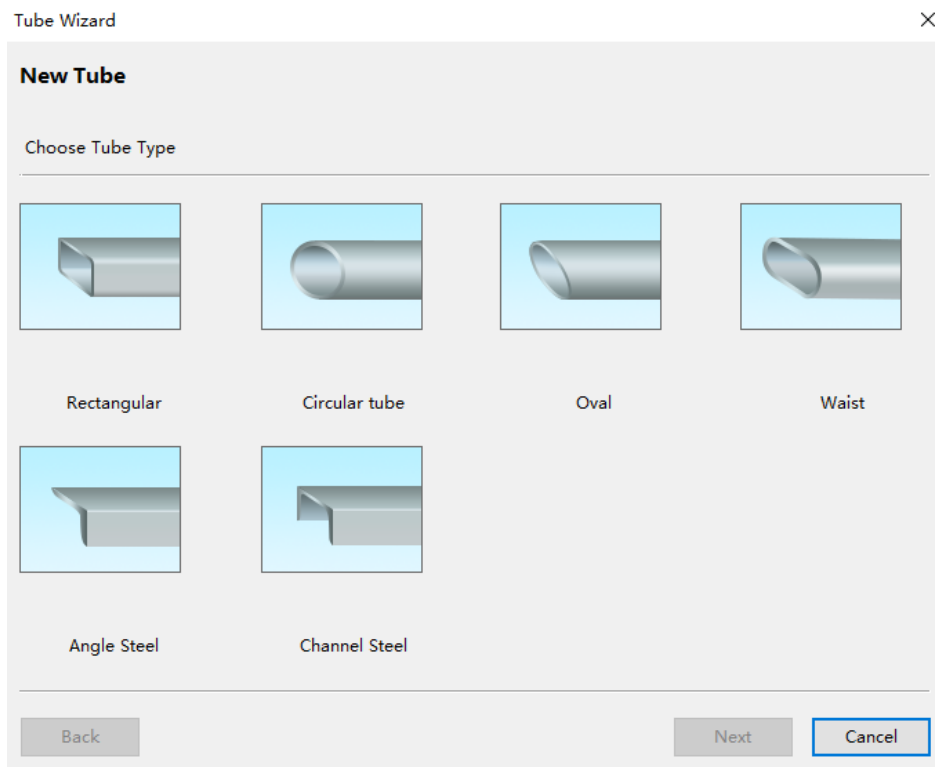 Tube Wizard
New Tube
Choose Tube Type
Rectangular
Circular tube
Oval
Waist
Angle Steel
Channel Steel
Back
Next
Cancel